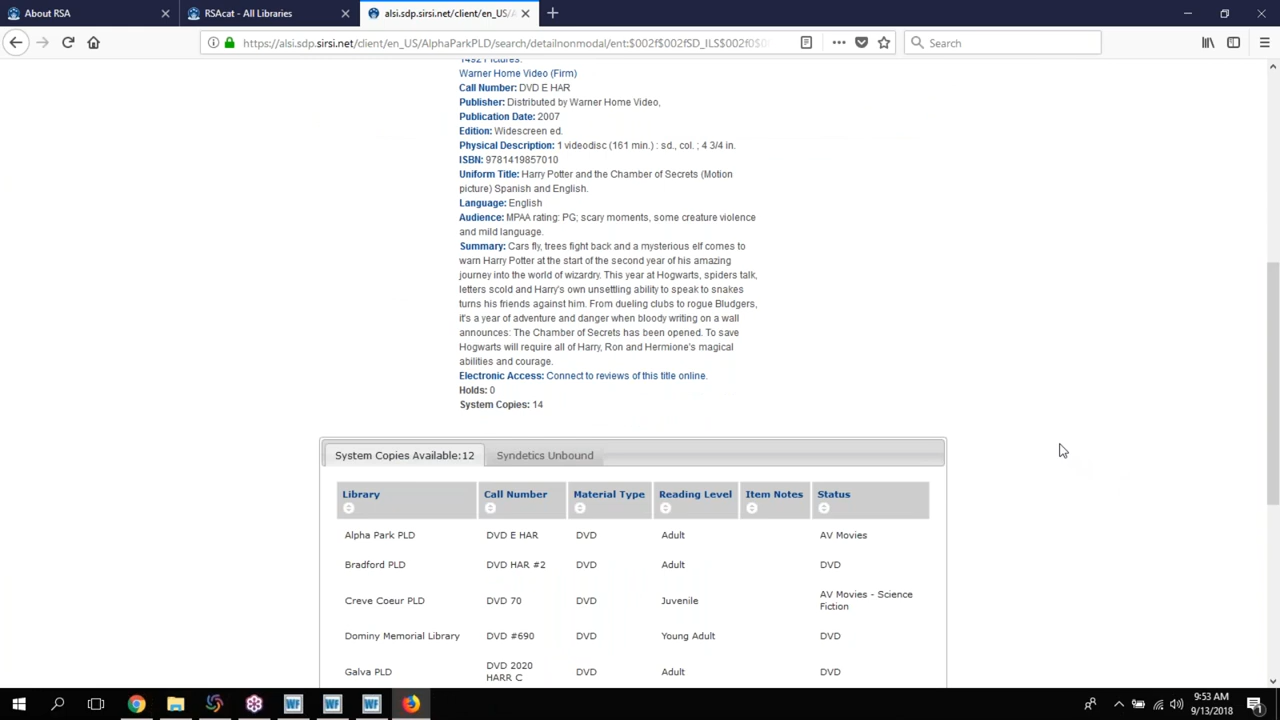 About RSA
RSAcat - All Libraries
alsi.sdp.sirsi.net/client/en_US/A
https://alsi.sdp.sirsi.net/client/en_US/AlphaParkPLD/search/detailnonmodal/ent:$002f$002fSD_ILS$002f0$0
Search
1492 Pictures.
Warner Home Video (Firm)
Call Number: DVD E HAR
Publisher: Distributed by Warner Home Video,
Publication Date: 2007
Edition: Widescreen ed.
Physical Description: 1 videodisc (161 min.) : sd., col. ; 4 3/4 in.
ISBN: 9781419857010
Uniform Title: Harry Potter and the Chamber of Secrets (Motion
picture) Spanish and English.
Language: English
Audience: MPAA rating: PG; scary moments, some creature violence
and mild language.
Summary: Cars fly, trees fight back and a mysterious elf comes to
warn Harry Potter at the start of the second year of his amazing
journey into the world of wizardry. This year at Hogwarts, spiders talk,
letters scold and Harry's own unsettling ability to speak to snakes
turns his friends against him. From dueling clubs to rogue Bludgers,
it's a year of adventure and danger when bloody writing on a wall
announces: The Chamber of Secrets has been opened. To save
Hogwarts will require all of Harry, Ron and Hermione's magical
abilities and courage.
Electronic Access: Connect to reviews of this title online.
Holds: 0
System Copies: 14
System Copies Available:12 Syndetics Unbound
Library Call Number Material Type Reading Level Item Notes Status
Alpha Park PLD DVD E HAR DVD Adult AV Movies
Bradford PLD DVD HAR #2 DVD Adult DVD
Creve Coeur PLD DVD 70 DVD Juvenile AV Movies - Science
Fiction
Dominy Memorial Library DVD #690 DVD Young Adult DVD
Galva PLD DVD 2020
HARR C DVD Adult DVD
9:53 AM
9/13/2018